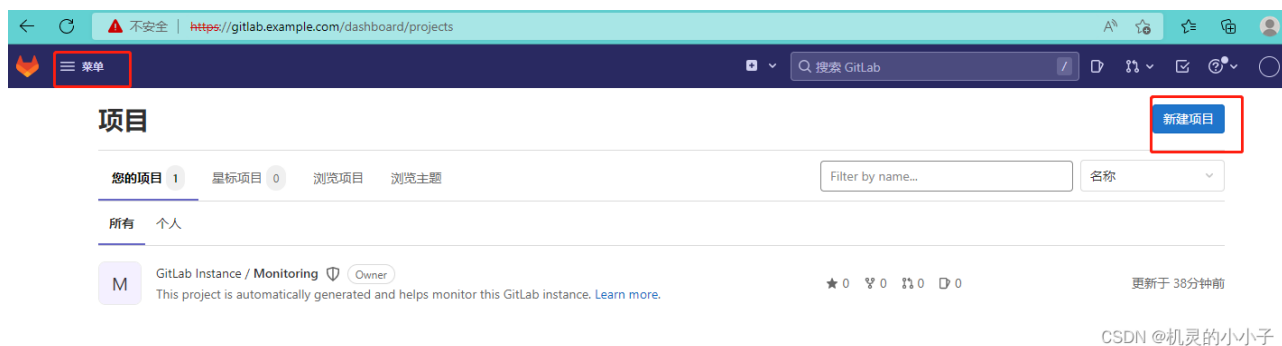 不安全 | https://gitlab.example.com/dashboard/projects
菜单 搜索 GitLab /
项目 新建项目
您的项目 1 星标项目 0 浏览项目 浏览主题 Filter by name... 名称
所有 个人
M GitLab Instance / Monitoring Owner 0 0 0 0 更新于 38分钟前
This project is automatically generated and helps monitor this GitLab instance. Learn more.
CSDN @机灵的小小子